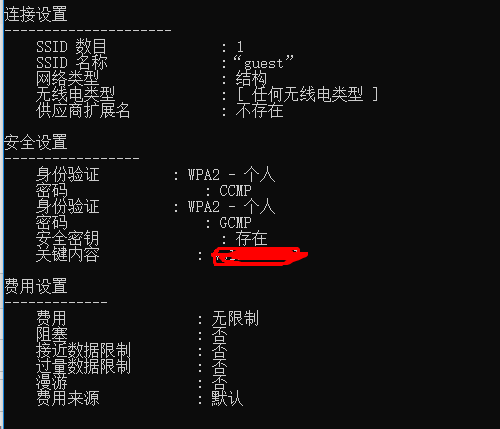 连接设置
---------------------
SSID 数目 : 1
SSID 名称 :“guest”
网络类型 : 结构
无线电类型 : [ 任何无线电类型 ]
供应商扩展名 : 不存在
安全设置
-----------------
身份验证 : WPA2 - 个人
密码 : CCMP
身份验证 : WPA2 - 个人
密码 : GCMP
安全密钥 : 存在
关键内容 :
费用设置
-------------
费用 : 无限制
阻塞 : 否
接近数据限制 : 否
过量数据限制 : 否
漫游 : 否
费用来源 : 默认